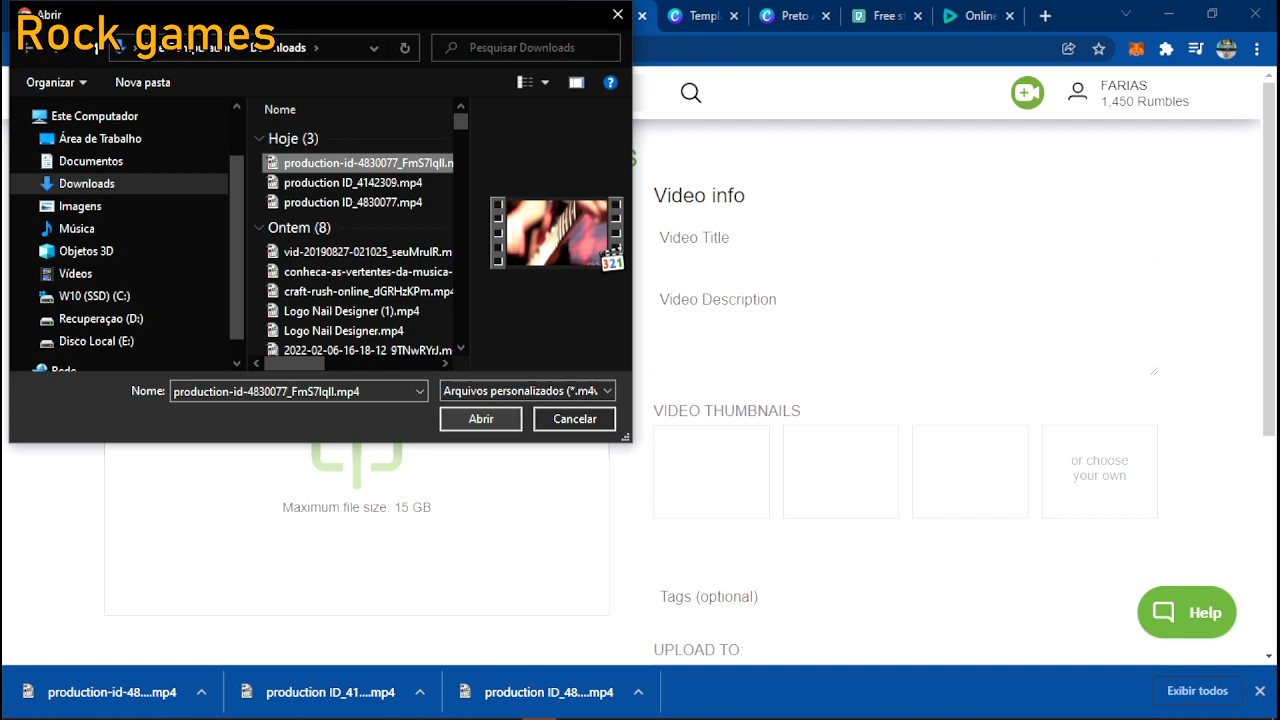 Abrir
Rock games
Downloads
Pesquisar Downloads
Organizar
Nova pasta
Este Computador
Área de Trabalho
Documentos
Downloads
Imagens
Música
Objetos 3D
Vídeos
W10 (SSD) (C:)
Recuperaçao (D:)
Disco Local (E:)
Rede
Nome
Hoje (3)
production-id-4830077_FmS7IqII.m
production ID_4142309.mp4
production ID_4830077.mp4
Ontem (8)
vid-20190827-021025_seuMruIR.m
conheca-as-vertentes-da-musica-
craft-rush-online_dGRHzKPm.mp4
Logo Nail Designer (1).mp4
Logo Nail Designer.mp4
2022-02-06-16-18-12_9TNwRYrJ.m
321
Nome: production-id-4830077_FmS7IqII.mp4
Arquivos personalizados (*.m4v
Abrir
Cancelar
Templ
Preto A
Free st
Online
FARIAS
1,450 Rumbles
Maximum file size: 15 GB
Video info
Video Title
Video Description
VIDEO THUMBNAILS
or choose
your own
Tags (optional)
UPLOAD TO:
Help
production-id-48....mp4
production ID_41....mp4
production ID_48....mp4
Exibir todos